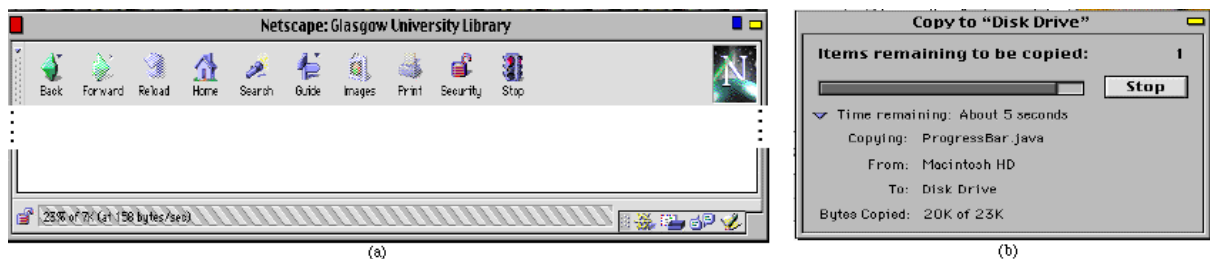 Netscape: Glasgow University Library
Back Forward Reload Home Search Guide Images Print Security Stop
N
23% of 7K (at 158 bytes/sec)
(a)
Copy to “Disk Drive”
Items remaining to be copied: 1
Stop
Time remaining: About 5 seconds
Copying: ProgressBar.java
From: Macintosh HD
To: Disk Drive
Bytes Copied: 20K of 23K
(b)